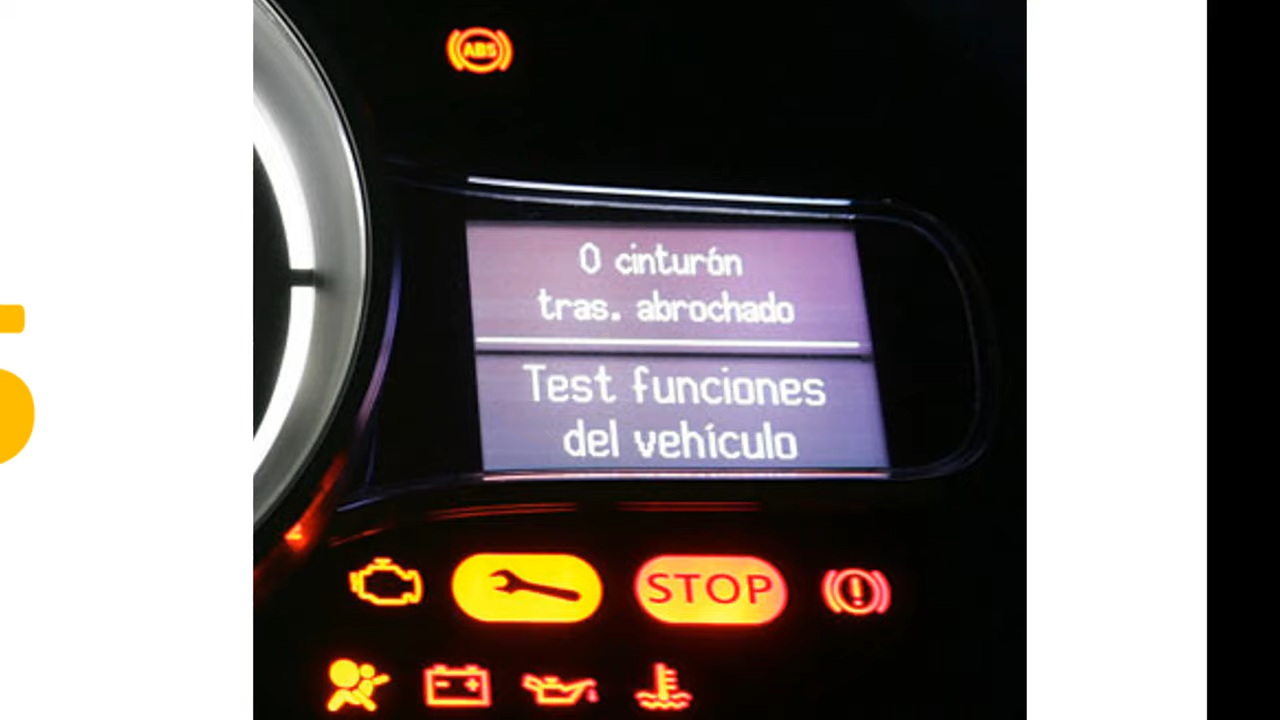 ABS
0 cinturón
tras. abrochado
Test funciones
del vehículo
STOP